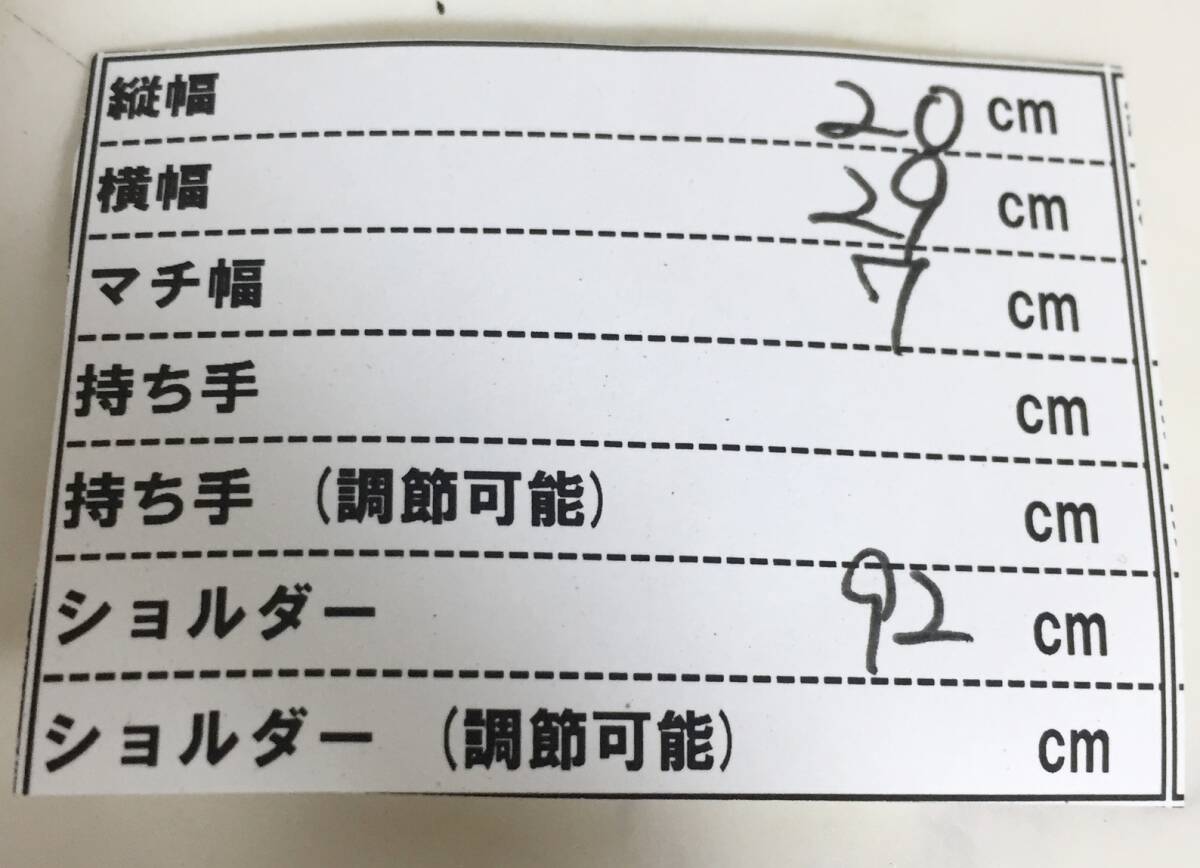 縦幅 20 cm
横幅 29 cm
マチ幅 7 cm
持ち手 cm
持ち手 (調節可能) cm
ショルダー 92 cm
ショルダー (調節可能) cm